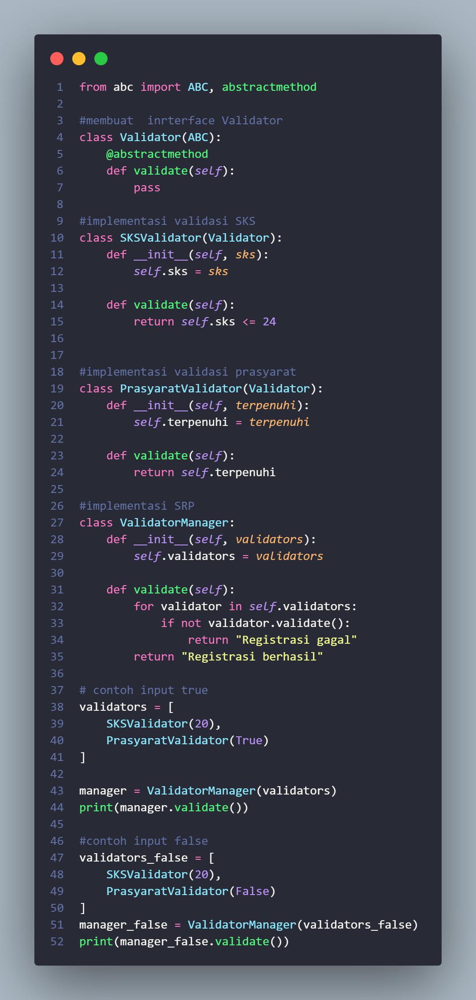 1 from abc import ABC, abstractmethod
2
3 #membuat  inrterface Validator
4 class Validator(ABC):
5     @abstractmethod
6     def validate(self):
7         pass
8
9 #implementasi validasi SKS
10 class SKSValidator(Validator):
11     def __init__(self, sks):
12         self.sks = sks
13
14     def validate(self):
15         return self.sks <= 24
16
17
18 #implementasi validasi prasyarat
19 class PrasyaratValidator(Validator):
20     def __init__(self, terpenuhi):
21         self.terpenuhi = terpenuhi
22
23     def validate(self):
24         return self.terpenuhi
25
26 #implementasi SRP
27 class ValidatorManager:
28     def __init__(self, validators):
29         self.validators = validators
30
31     def validate(self):
32         for validator in self.validators:
33             if not validator.validate():
34                 return "Registrasi gagal"
35         return "Registrasi berhasil"
36
37 # contoh input true
38 validators = [
39     SKSValidator(20),
40     PrasyaratValidator(True)
41 ]
42
43 manager = ValidatorManager(validators)
44 print(manager.validate())
45
46 #contoh input false
47 validators_false = [
48     SKSValidator(20),
49     PrasyaratValidator(False)
50 ]
51 manager_false = ValidatorManager(validators_false)
52 print(manager_false.validate())